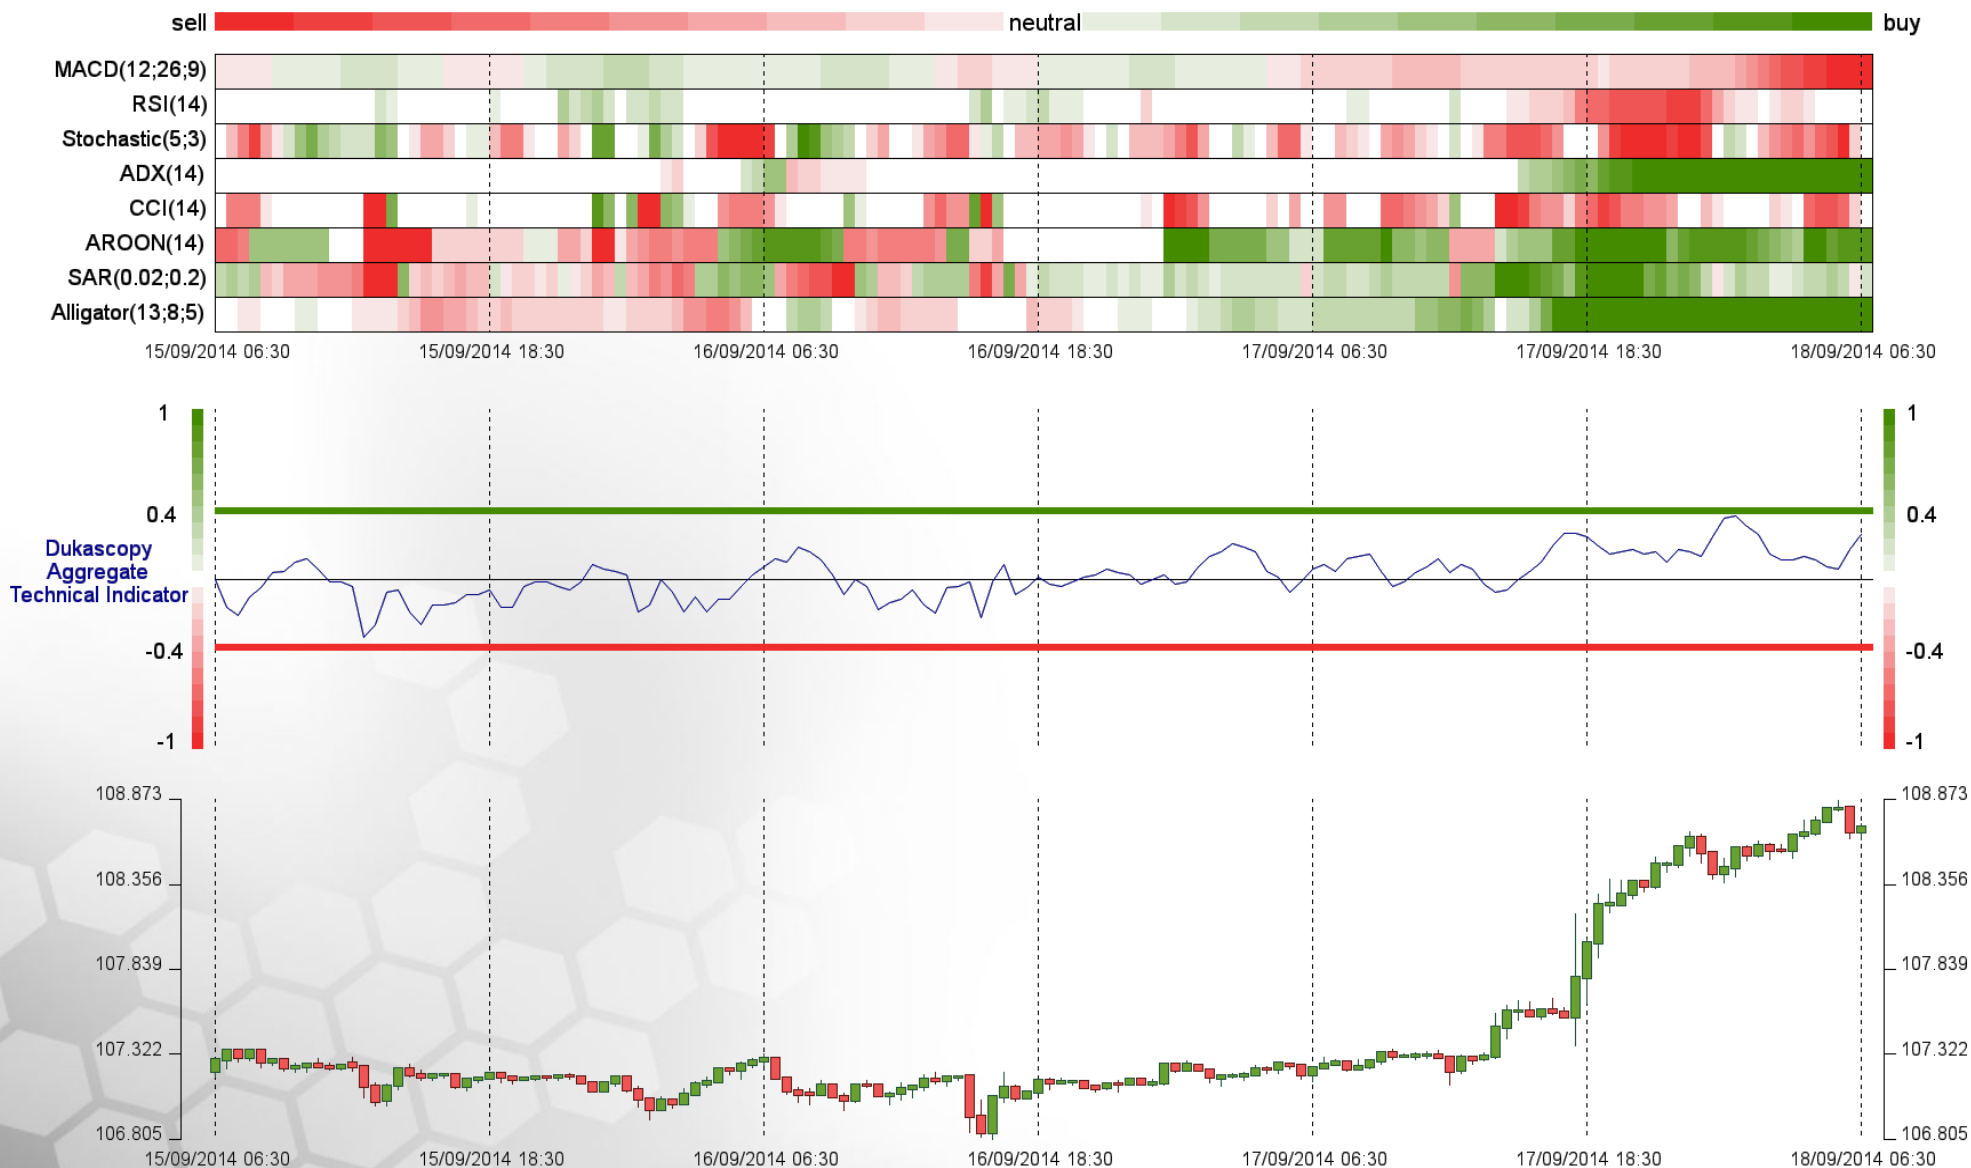 sell neutral buy
MACD(12;26;9)
RSI(14)
Stochastic(5;3)
ADX(14)
CCI(14)
AROON(14)
SAR(0.02;0.2)
Alligator(13;8;5)
15/09/2014 06:30 15/09/2014 18:30 16/09/2014 06:30 16/09/2014 18:30 17/09/2014 06:30 17/09/2014 18:30 18/09/2014 06:30
1 1
0.4 0.4
Dukascopy
Aggregate
Technical Indicator
-0.4 -0.4
-1 -1
108.873 108.873
108.356 108.356
107.839 107.839
107.322 107.322
106.805 106.805
15/09/2014 06:30 15/09/2014 18:30 16/09/2014 06:30 16/09/2014 18:30 17/09/2014 06:30 17/09/2014 18:30 18/09/2014 06:30